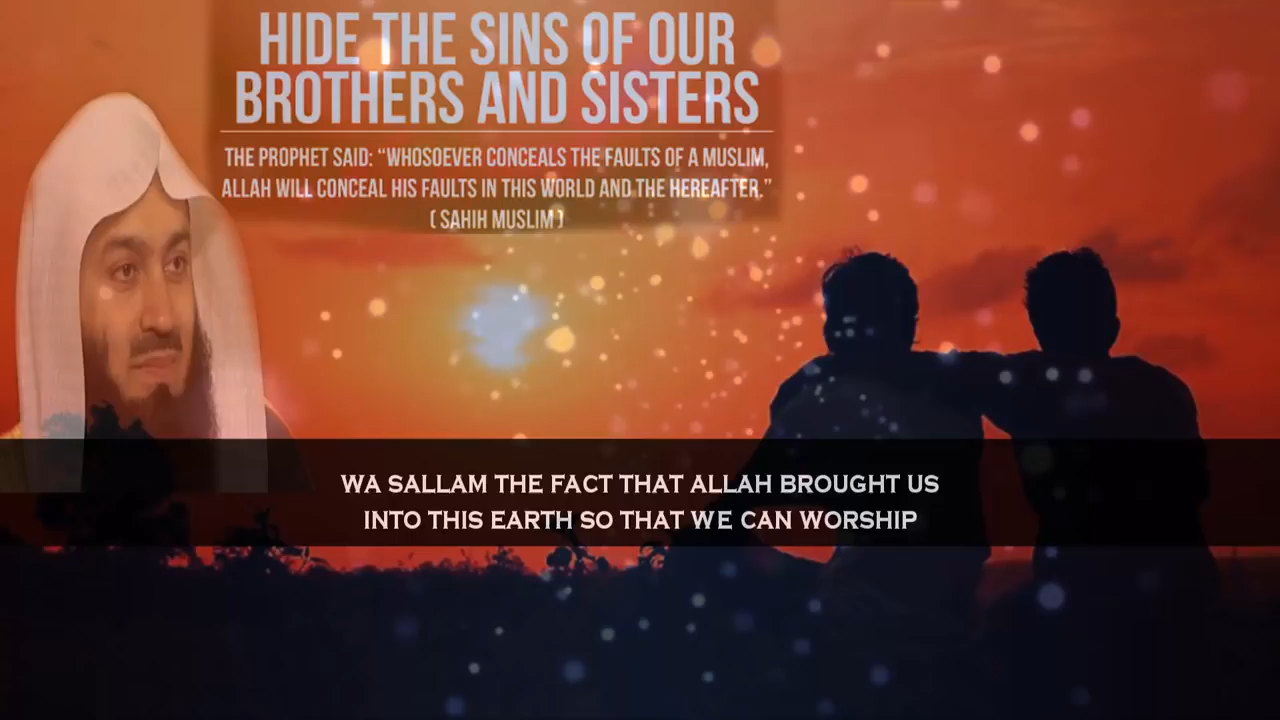 HIDE THE SINS OF OUR
BROTHERS AND SISTERS
THE PROPHET SAID: “WHOSOEVER CONCEALS THE FAULTS OF A MUSLIM,
ALLAH WILL CONCEAL HIS FAULTS IN THIS WORLD AND THE HEREAFTER.”
( SAHIH MUSLIM )
WA SALLAM THE FACT THAT ALLAH BROUGHT US
INTO THIS EARTH SO THAT WE CAN WORSHIP